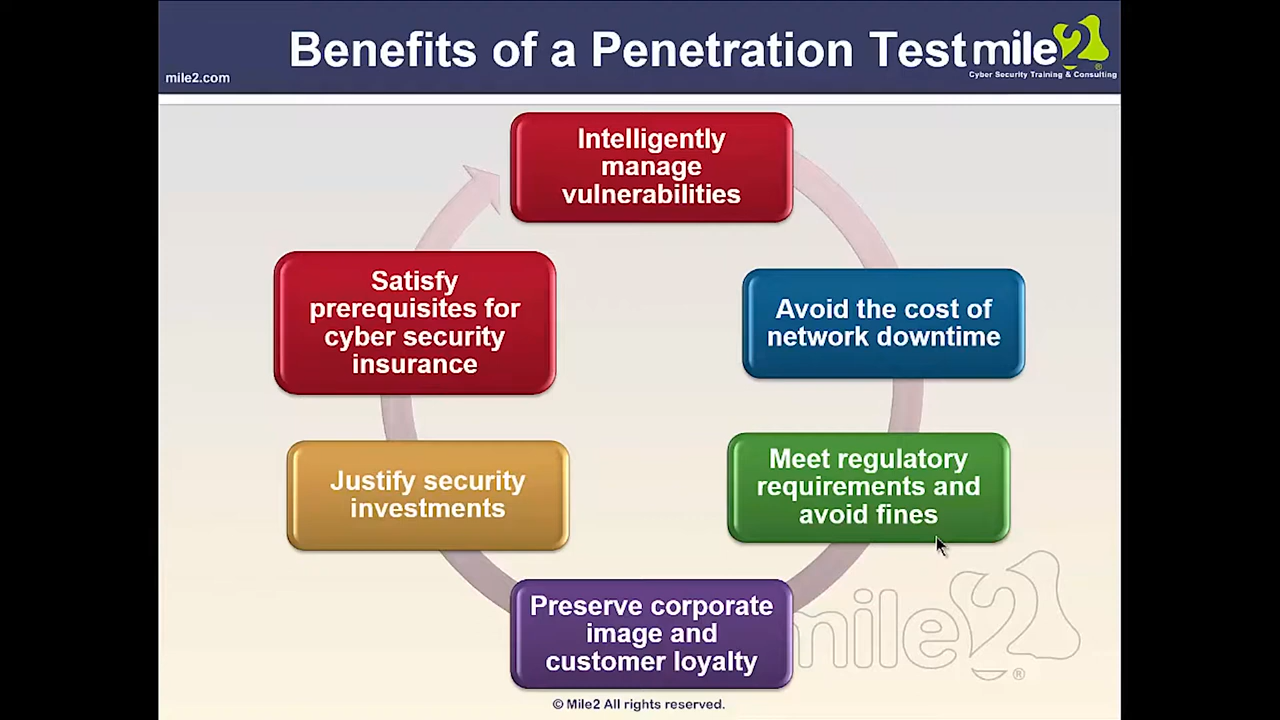 Benefits of a Penetration Test
mile2
Cyber Security Training & Consulting
mile2.com
Intelligently
manage
vulnerabilities
Avoid the cost of
network downtime
Meet regulatory
requirements and
avoid fines
Preserve corporate
image and
customer loyalty
Justify security
investments
Satisfy
prerequisites for
cyber security
insurance
mile2®
© Mile2 All rights reserved.